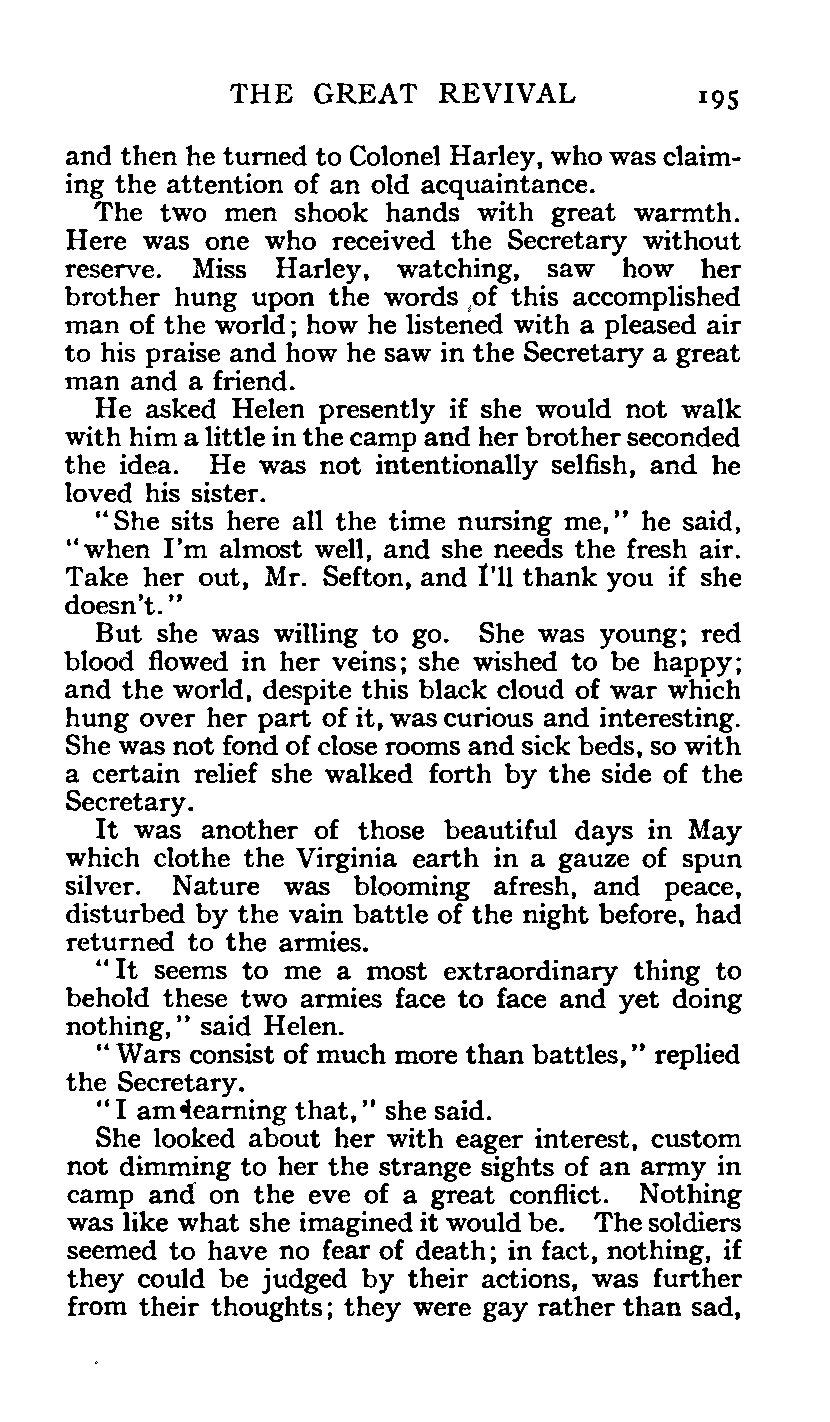 THE GREAT REVIVAL 195
and then he turned to Colonel Harley, who was claim-
ing the attention of an old acquaintance.
The two men shook hands with great warmth.
Here was one who received the Secretary without
reserve. Miss Harley, watching, saw how her
brother hung upon the words of this accomplished
man of the world; how he listened with a pleased air
to his praise and how he saw in the Secretary a great
man and a friend.
He asked Helen presently if she would not walk
with him a little in the camp and her brother seconded
the idea. He was not intentionally selfish, and he
loved his sister.
"She sits here all the time nursing me," he said,
"when I'm almost well, and she needs the fresh air.
Take her out, Mr. Sefton, and I'll thank you if she
doesn't."
But she was willing to go. She was young; red
blood flowed in her veins; she wished to be happy;
and the world, despite this black cloud of war which
hung over her part of it, was curious and interesting.
She was not fond of close rooms and sick beds, so with
a certain relief she walked forth by the side of the
Secretary.
It was another of those beautiful days in May
which clothe the Virginia earth in a gauze of spun
silver. Nature was blooming afresh, and peace,
disturbed by the vain battle of the night before, had
returned to the armies.
"It seems to me a most extraordinary thing to
behold these two armies face to face and yet doing
nothing," said Helen.
"Wars consist of much more than battles," replied
the Secretary.
"I am learning that," she said.
She looked about her with eager interest, custom
not dimming to her the strange sights of an army in
camp and on the eve of a great conflict. Nothing
was like what she imagined it would be. The soldiers
seemed to have no fear of death; in fact, nothing, if
they could be judged by their actions, was further
from their thoughts; they were gay rather than sad,